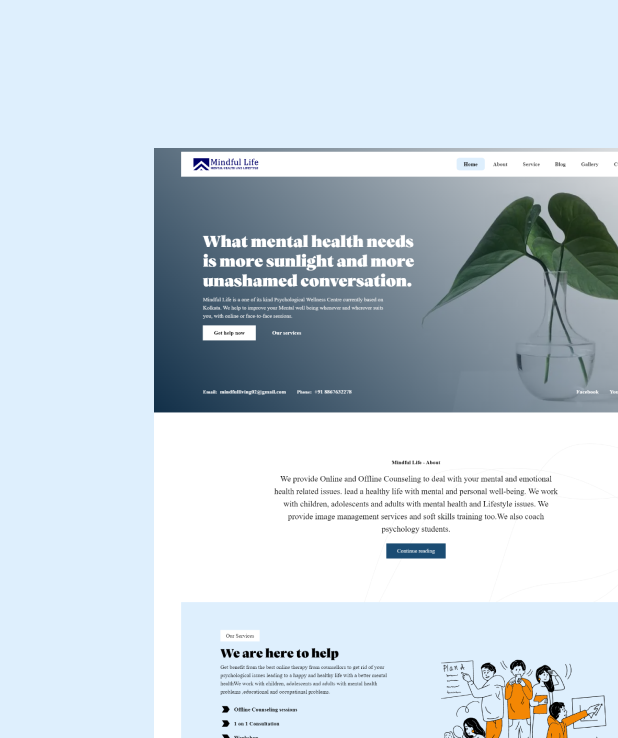 Mindful Life
MENTAL HEALTH AND LIFESTYLE
Home About Service Blog Gallery
What mental health needs
is more sunlight and more
unashamed conversation.
Mindful Life is a one of its kind Psychological Wellness Center currently based on
Kolkata. We help to improve your Mental well being whenever and wherever suits
you, with online or face-to-face sessions.
Get help now Our services
Email: mindfulliving02@gmail.com Phone: +91 8867632278
Facebook
Mindful Life - About
We provide Online and Offline Counseling to deal with your mental and emotional
health related issues. lead a healthy life with mental and personal well-being. We work
with children, adolescents and adults with mental health and Lifestyle issues. We
provide image management services and soft skills training too.We also coach
psychology students.
Continue reading
Our Services
We are here to help
Get benefit from the best online therapy from counsellors to get rid of your
psychological issues leading to a happy and healthy life with a better mental
healthWe work with children, adolescents and adults with mental health
problems ,educational and occupational problems.
Plan A
Offline Counseling sessions
1 on 1 Consultation
Workshop